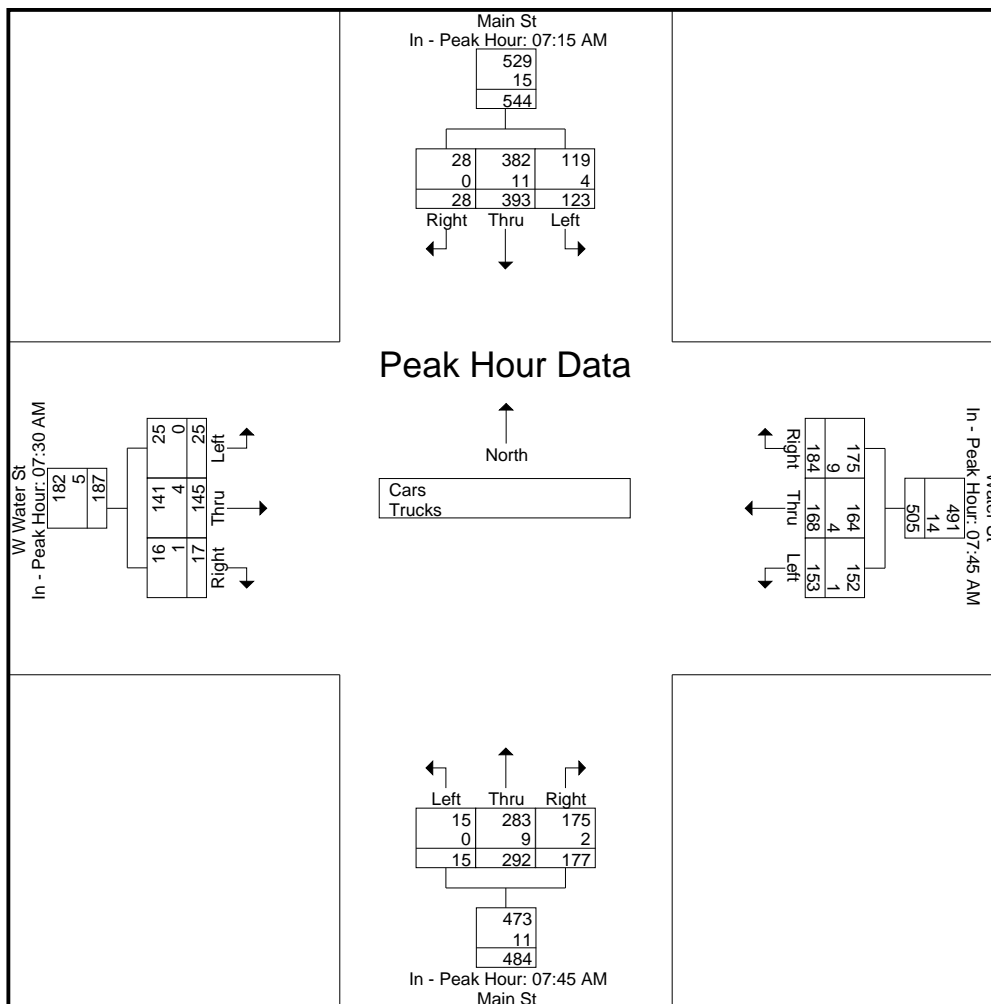 Main St
In - Peak Hour: 07:15 AM
529
15
544
28 382 119
0 11 4
28 393 123
Right Thru Left
Peak Hour Data
North
Cars
Trucks
W Water St
In - Peak Hour: 07:30 AM
182
5
187
25 0 25 Left
141 4 145 Thru
16 1 17 Right
Right 184 9 175
Thru 168 4 164
Left 153 1 152
491
14
505
In - Peak Hour: 07:45 AM
Water St
Left Thru Right
15 283 175
0 9 2
15 292 177
473
11
484
In - Peak Hour: 07:45 AM
Main St